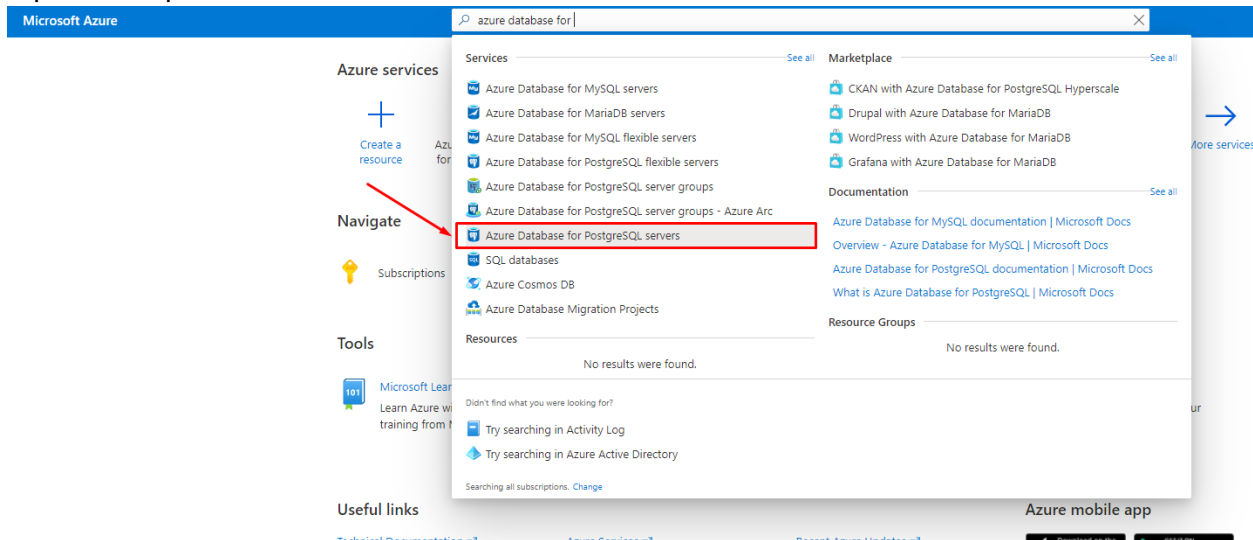 Microsoft Azure
azure database for
Azure services
Create a resource
Azu
for
More services
Services
See all
Azure Database for MySQL servers
Azure Database for MariaDB servers
Azure Database for MySQL flexible servers
Azure Database for PostgreSQL flexible servers
Azure Database for PostgreSQL server groups
Azure Database for PostgreSQL server groups - Azure Arc
Azure Database for PostgreSQL servers
SQL databases
Azure Cosmos DB
Azure Database Migration Projects
Resources
No results were found.
Marketplace
See all
CKAN with Azure Database for PostgreSQL Hyperscale
Drupal with Azure Database for MariaDB
WordPress with Azure Database for MariaDB
Grafana with Azure Database for MariaDB
Documentation
See all
Azure Database for MySQL documentation | Microsoft Docs
Overview - Azure Database for MySQL | Microsoft Docs
Azure Database for PostgreSQL documentation | Microsoft Docs
What is Azure Database for PostgreSQL | Microsoft Docs
Resource Groups
No results were found.
Didn't find what you were looking for?
Try searching in Activity Log
Try searching in Azure Active Directory
Searching all subscriptions. Change
Navigate
Subscriptions
Tools
101
Microsoft Lear
Learn Azure wi
training from
ur
Useful links
Azure mobile app